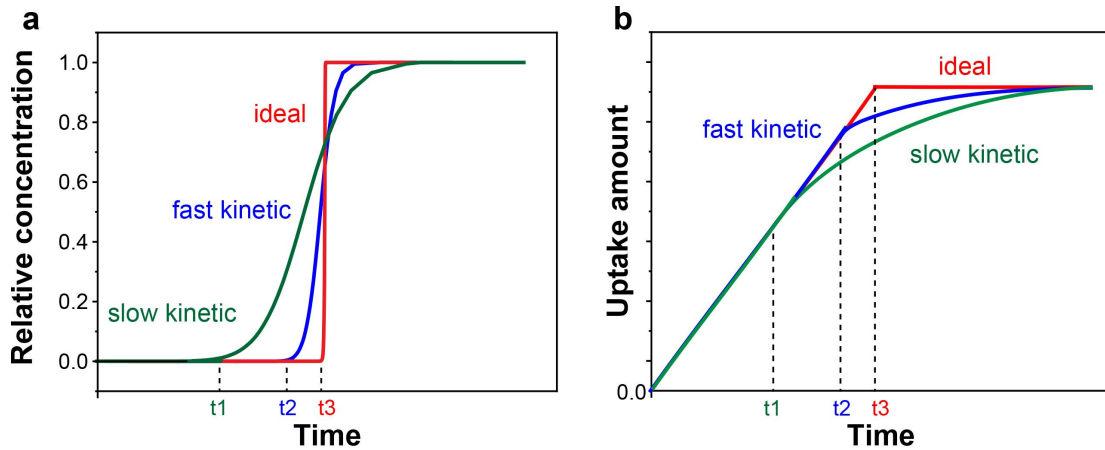 a
Relative concentration
1.0
0.8
0.6
0.4
0.2
0.0
ideal
fast kinetic
slow kinetic
t1
t2
t3
Time
b
Uptake amount
0.0
ideal
fast kinetic
slow kinetic
t1
t2
t3
Time